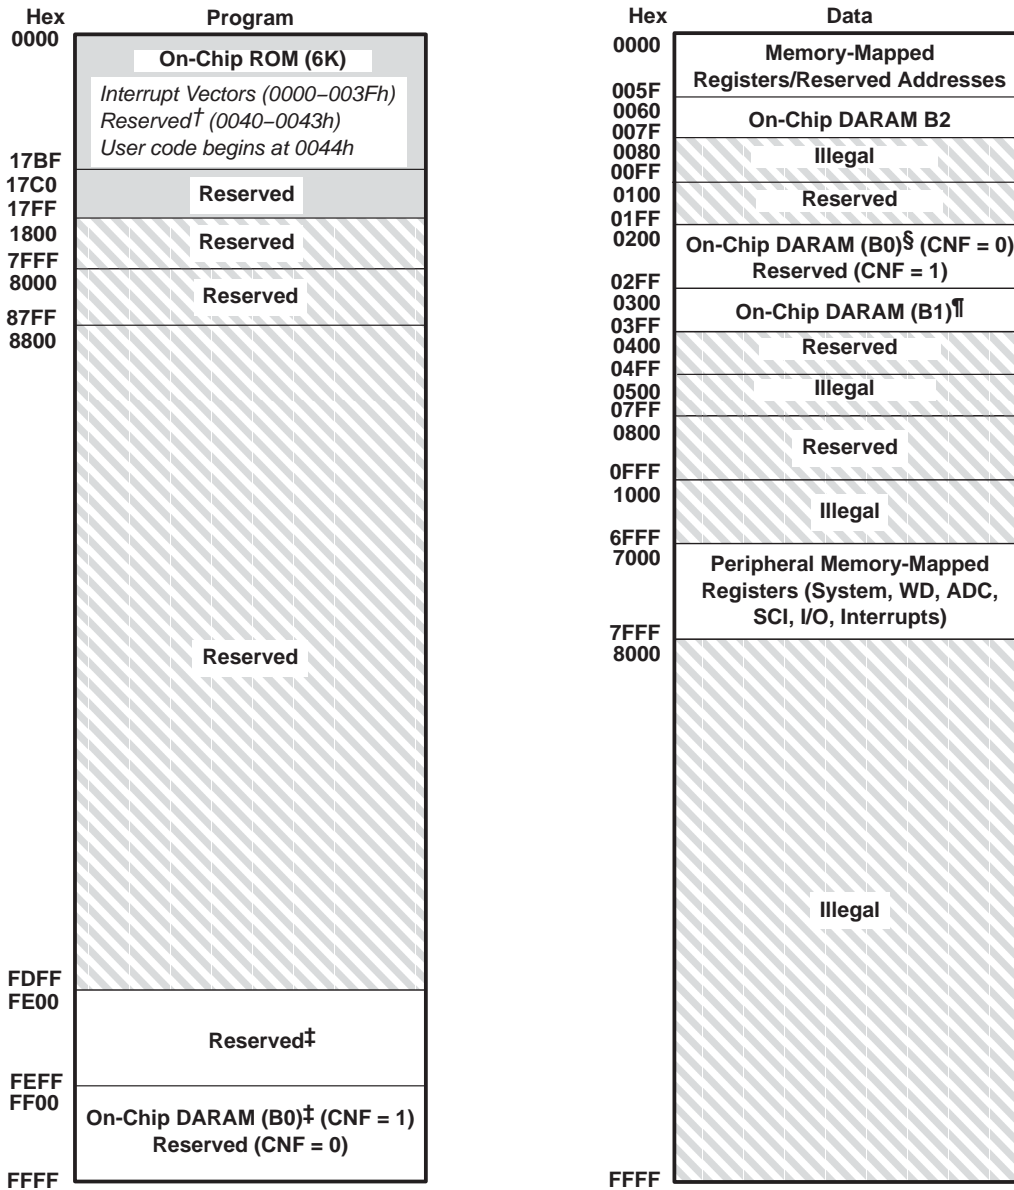 Hex Program
0000
On-Chip ROM (6K)
Interrupt Vectors (0000–003Fh)
Reserved† (0040–0043h)
User code begins at 0044h
17BF
17C0
Reserved
17FF
1800
Reserved
7FFF
8000
Reserved
87FF
8800
Reserved
FDFF
FE00
Reserved‡
FEFF
FF00
On-Chip DARAM (B0)‡ (CNF = 1)
Reserved (CNF = 0)
FFFF
Hex Data
0000
Memory-Mapped
Registers/Reserved Addresses
005F
0060
On-Chip DARAM B2
007F
0080
Illegal
00FF
0100
Reserved
01FF
0200
On-Chip DARAM (B0)§ (CNF = 0)
Reserved (CNF = 1)
02FF
0300
On-Chip DARAM (B1)¶
03FF
0400
Reserved
04FF
0500
Illegal
07FF
0800
Reserved
0FFF
1000
Illegal
6FFF
7000
Peripheral Memory-Mapped
Registers (System, WD, ADC,
SCI, I/O, Interrupts)
7FFF
8000
Illegal
FFFF